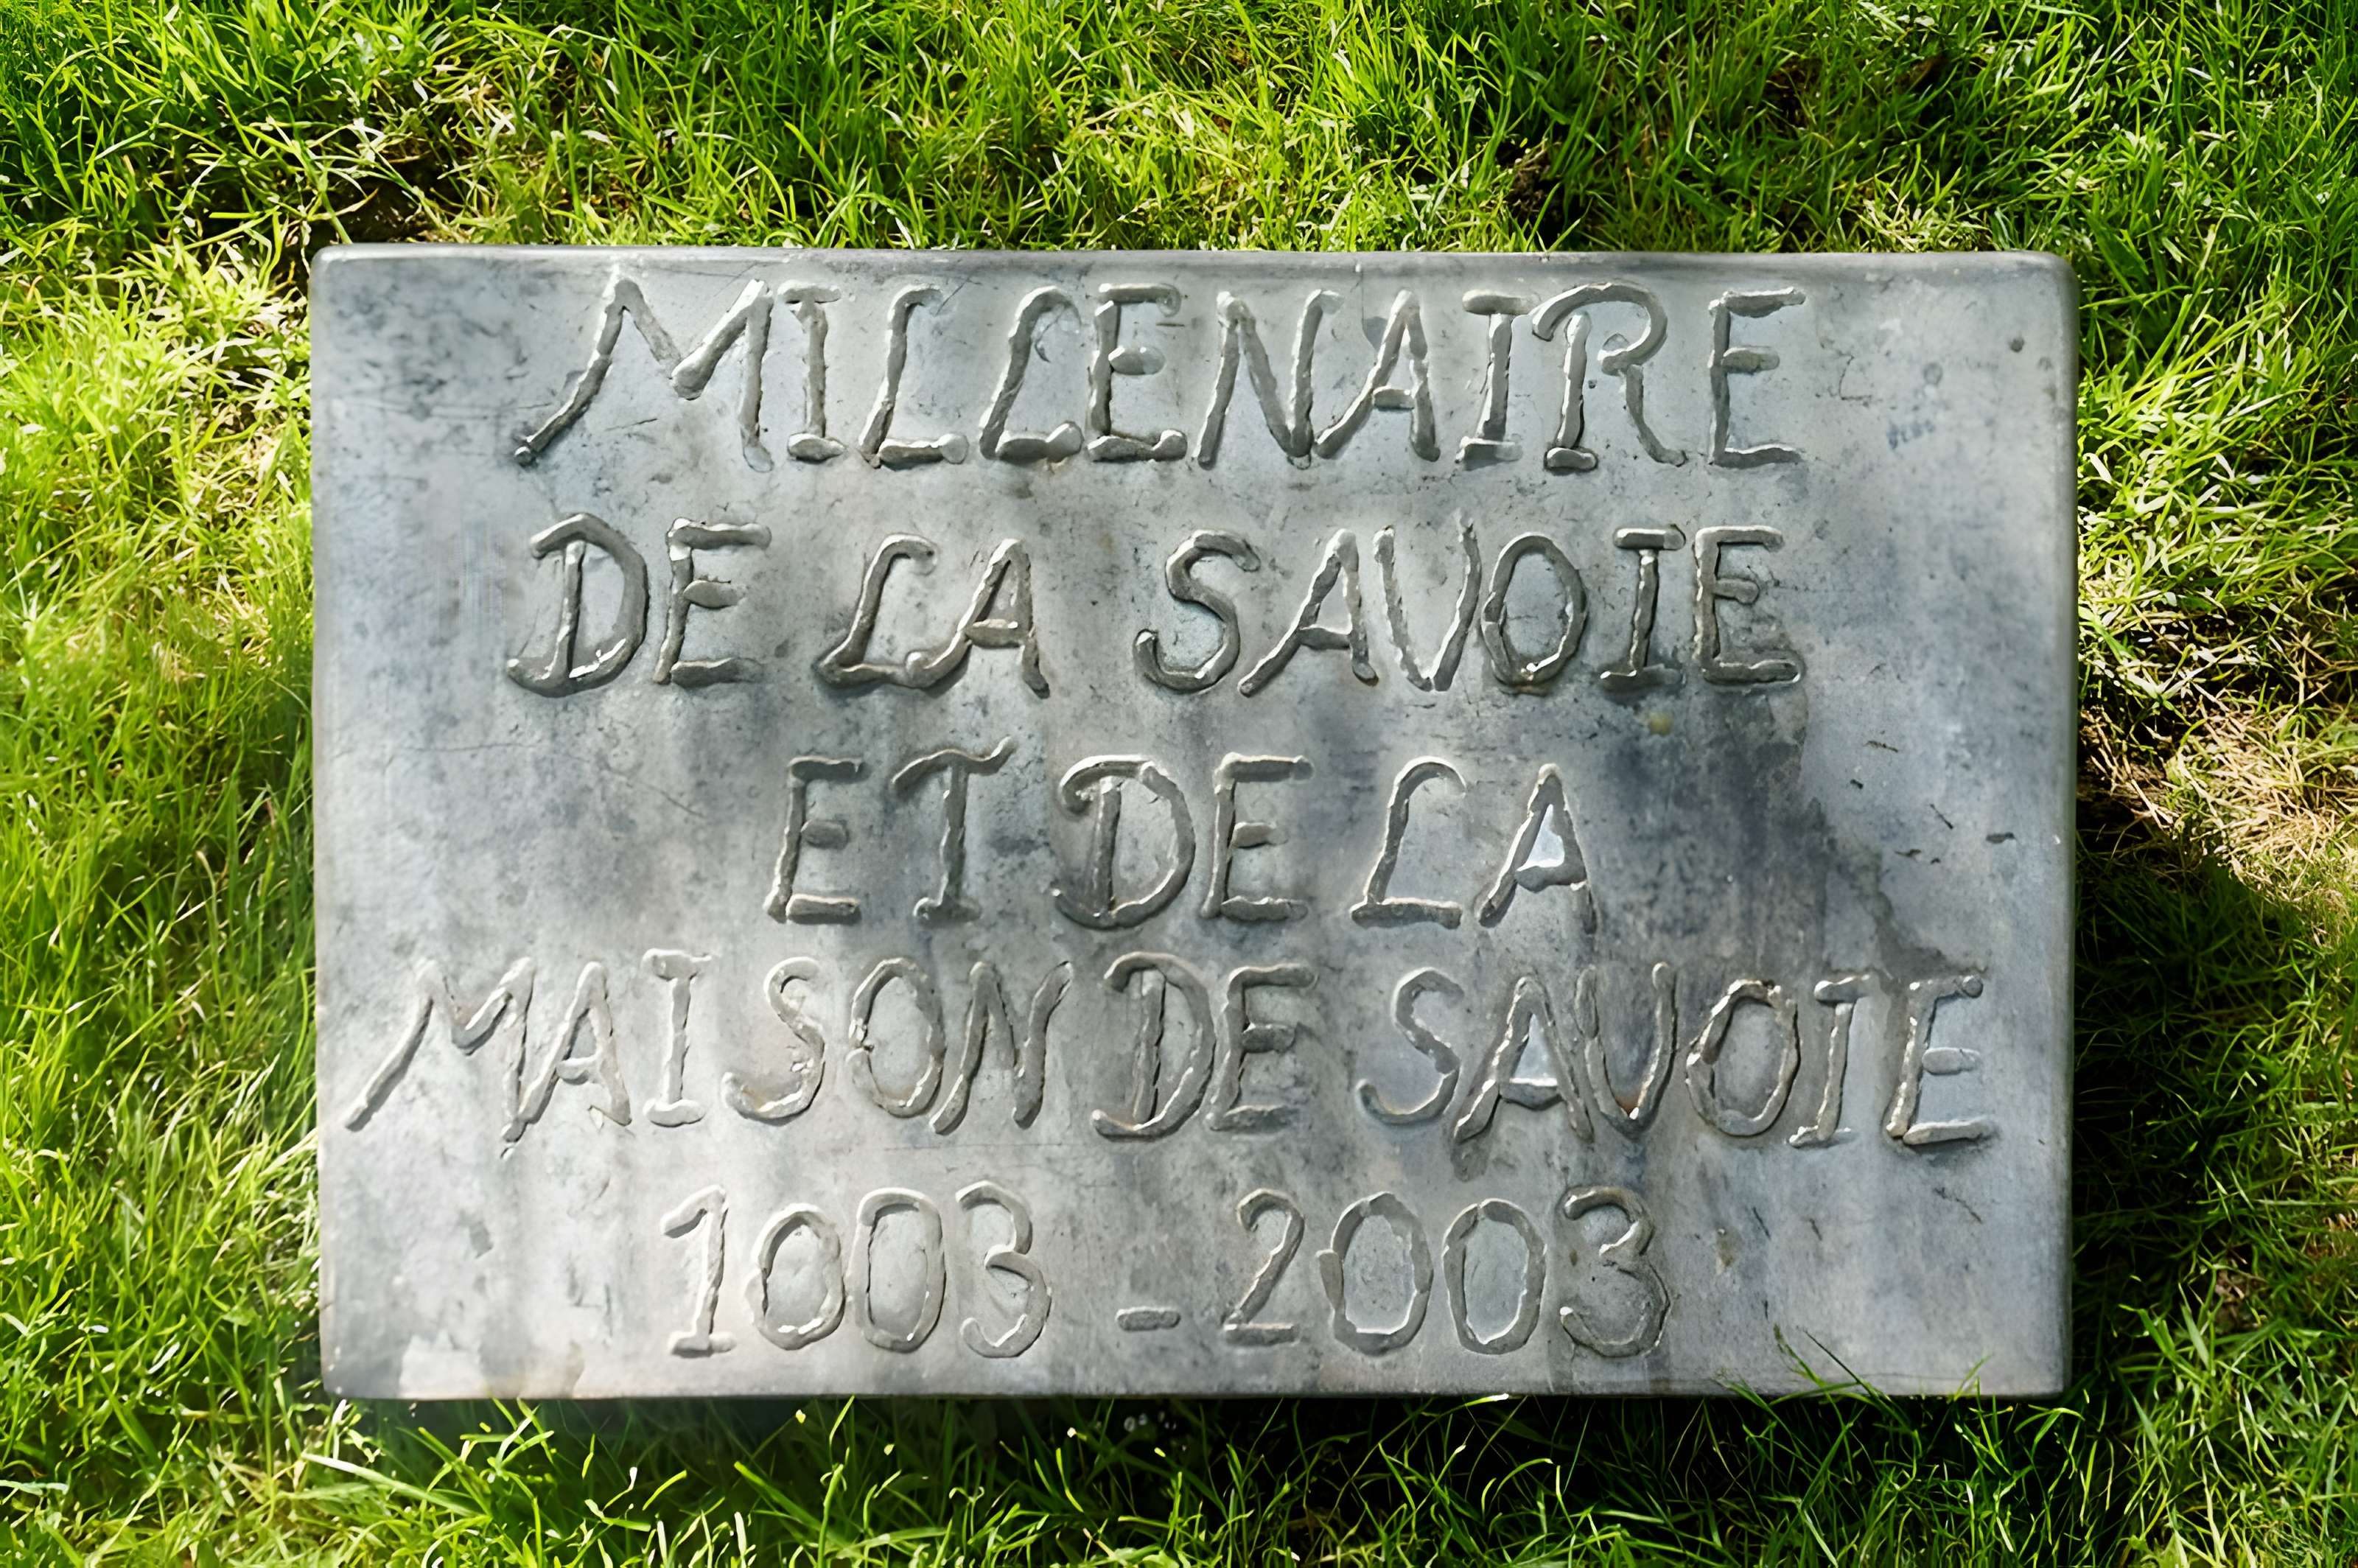 MILLENAIRE
DE LA SAVOIE
ET DE LA
MAISON DE SAVOIE
1003 - 2003